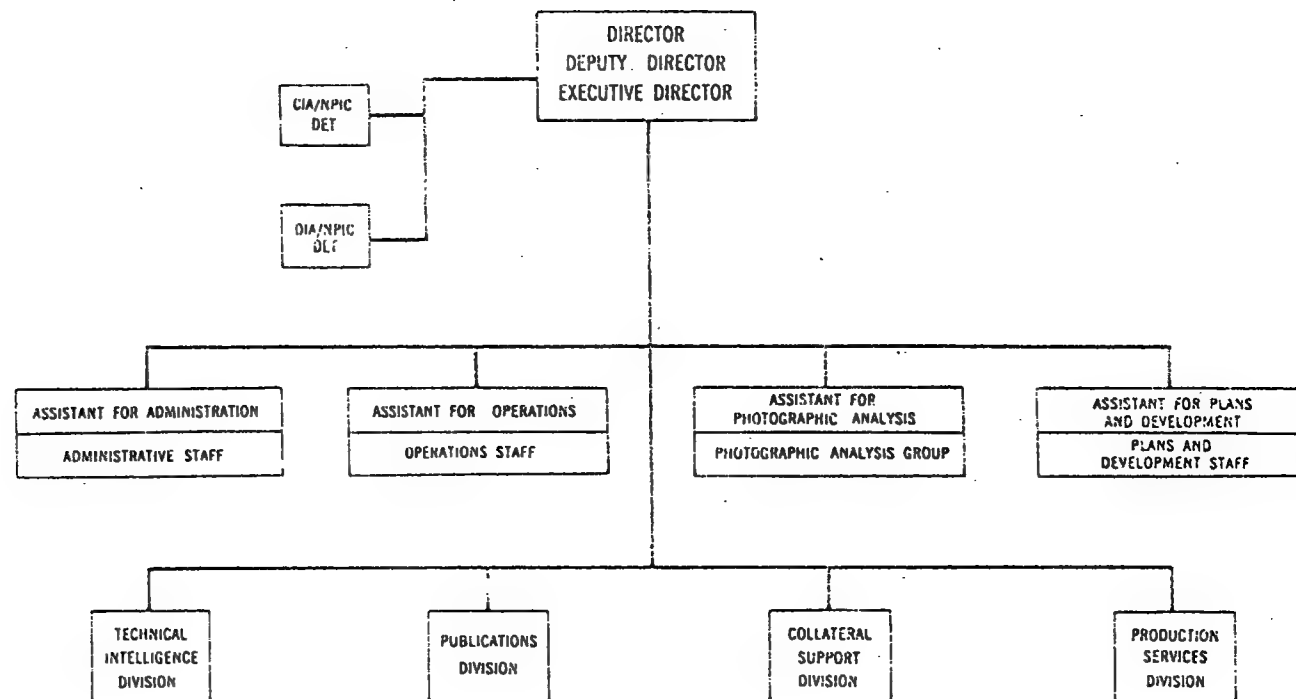 DIRECTOR
DEPUTY. DIRECTOR
EXECUTIVE DIRECTOR
CIA/NPIC
DET
DIA/NPIC
DET
ASSISTANT FOR ADMINISTRATION
ADMINISTRATIVE STAFF
ASSISTANT FOR OPERATIONS
OPERATIONS STAFF
ASSISTANT FOR
PHOTOGRAPHIC ANALYSIS
PHOTOGRAPHIC ANALYSIS GROUP
ASSISTANT FOR PLANS
AND DEVELOPMENT
PLANS AND
DEVELOPMENT STAFF
TECHNICAL
INTELLIGENCE
DIVISION
PUBLICATIONS
DIVISION
COLLATERAL
SUPPORT
DIVISION
PRODUCTION
SERVICES
DIVISION